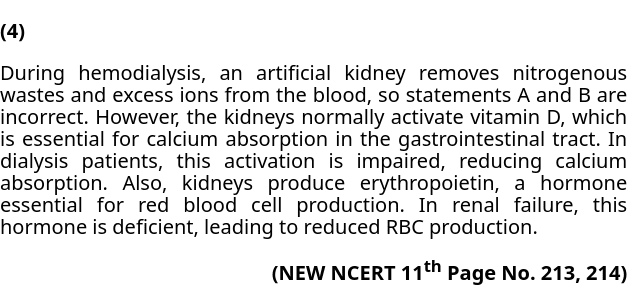 (4)
During hemodialysis, an artificial kidney removes nitrogenous
wastes and excess ions from the blood, so statements A and B are
incorrect. However, the kidneys normally activate vitamin D, which
is essential for calcium absorption in the gastrointestinal tract. In
dialysis patients, this activation is impaired, reducing calcium
absorption. Also, kidneys produce erythropoietin, a hormone
essential for red blood cell production. In renal failure, this
hormone is deficient, leading to reduced RBC production.
(NEW NCERT 11th Page No. 213, 214)